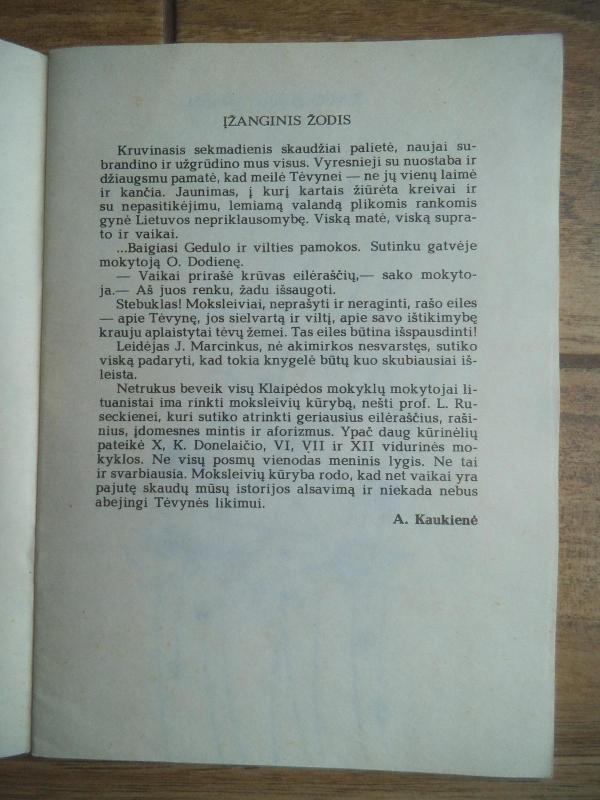 ĮŽANGINIS ŽODIS
Kruvinasis sekmadienis skaudžiai palietė, naujai su-
brandino ir užgrūdino mus visus. Vyresnieji su nuostaba ir
džiaugsmu pamatė, kad meilė Tėvynei — ne jų vienų laimė
ir kančia. Jaunimas, į kurį kartais žiūrėta kreivai ir
su nepasitikėjimu, lemiamą valandą plikomis rankomis
gynė Lietuvos nepriklausomybę. Viską matė, viską supra-
to ir vaikai.
...Baigiasi Gedulo ir vilties pamokos. Sutinku gatvėje
mokytoją O. Dodienę.
— Vaikai prirašė krūvas eilėraščių,— sako mokyto-
ja.— Aš juos renku, žadu išsaugoti.
Stebuklas! Moksleiviai, neprašyti ir neraginti, rašo eiles
— apie Tėvynę, jos sielvartą ir viltį, apie savo ištikimybę
krauju aplaistytai tėvų žemei. Tas eiles būtina išspausdinti!
Leidėjas J. Marcinkus, nė akimirkos nesvarstęs, sutiko
viską padaryti, kad tokia knygelė būtų kuo skubiausiai iš-
leista.
Netrukus beveik visų Klaipėdos mokyklų mokytojai li-
tuanistai ima rinkti moksleivių kūrybą, nešti prof. L. Ru-
seckienei, kuri sutiko atrinkti geriausius eilėraščius, raši-
nius, įdomesnes mintis ir aforizmus. Ypač daug kūrinėlių
pateikė X, K. Donelaičio, VI, VII ir XII vidurinės mo-
kyklos. Ne visų posmų vienodas meninis lygis. Ne tai
ir svarbiausia. Moksleivių kūryba rodo, kad net vaikai yra
pajutę skaudų mūsų istorijos alsavimą ir niekada nebus
abejingi Tėvynės likimui.
A. Kaukienė